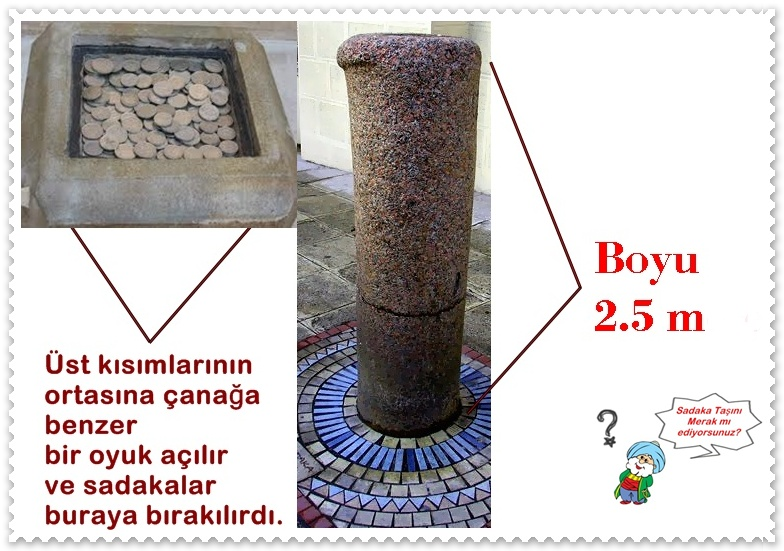 Üst kısımlarının
ortasına çanağa
benzer
bir oyuk açılır
ve sadakalar
buraya bırakılırdı.
Boyu
2.5 m
Sadaka Taşını
Merak mı
ediyorsunuz?